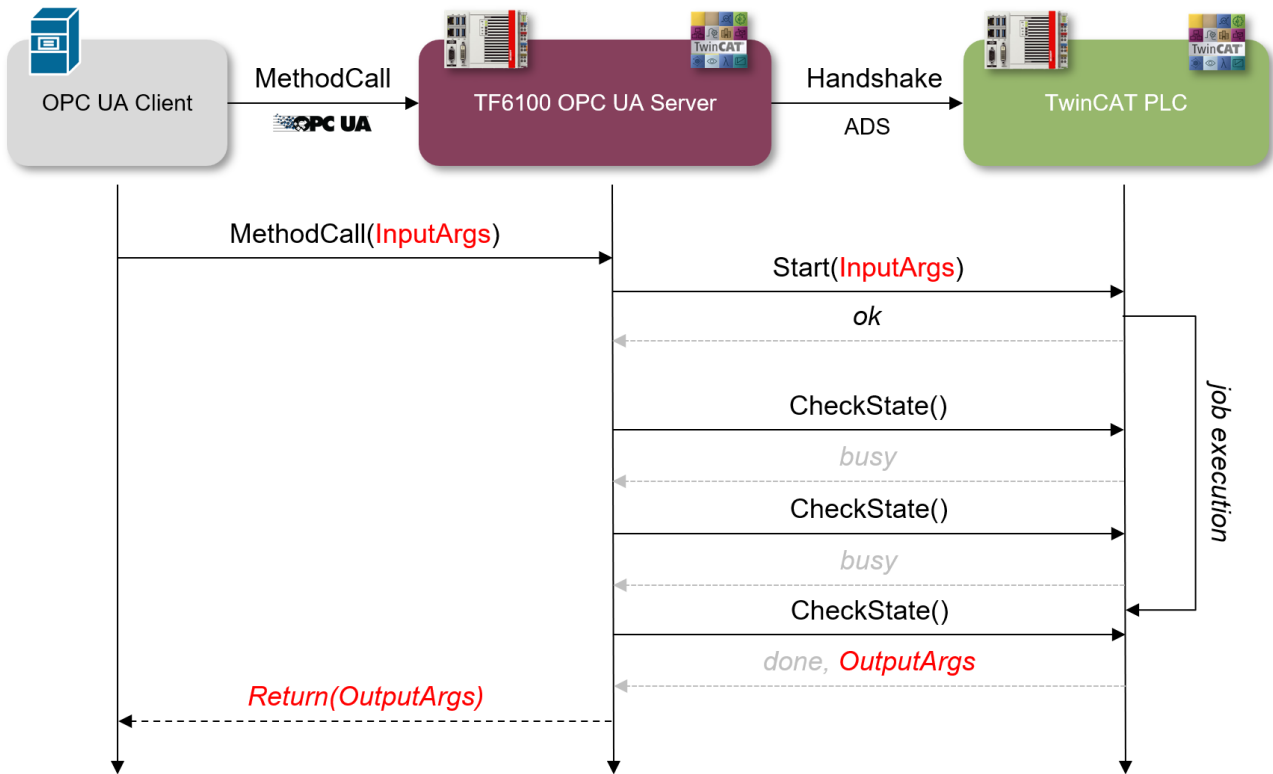 TwinCAT
TwinCAT
MethodCall
Handshake
OPC UA Client
TF6100 OPC UA Server
TwinCAT PLC
OPC UA
ADS
MethodCall(InputArgs)
Start(InputArgs)
ok
job execution
CheckState()
busy
CheckState()
busy
CheckState()
done, OutputArgs
Return(OutputArgs)